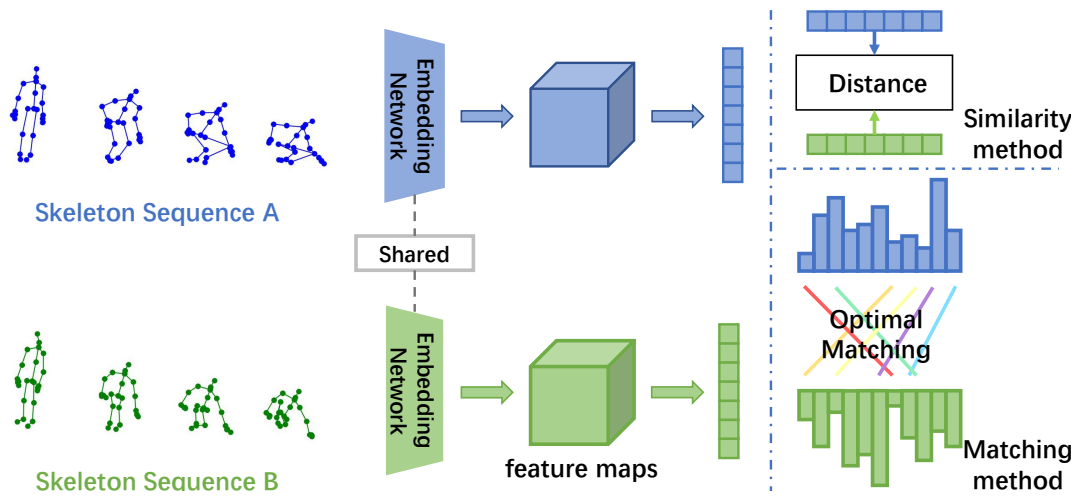 Skeleton Sequence A
Embedding
Network
Shared
Skeleton Sequence B
Embedding
Network
feature maps
Distance
Similarity
method
Optimal
Matching
Matching
method